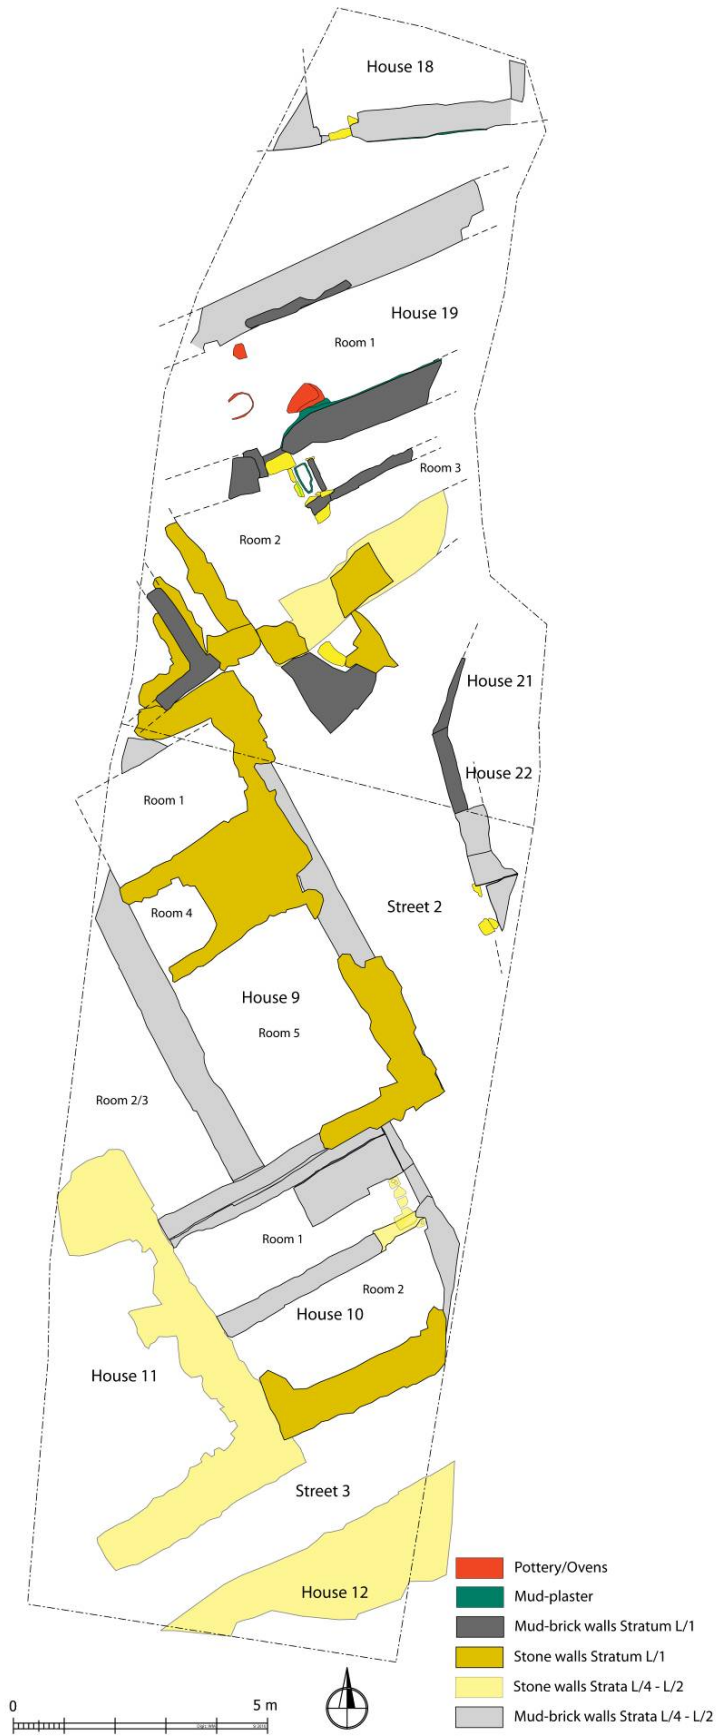 House 18
House 19
Room 1
Room 3
Room 2
House 21
House 22
Room 1
Room 4
Street 2
House 9
Room 5
Room 2/3
Room 1
Room 2
House 10
House 11
Street 3
House 12
Pottery/Ovens
Mud-plaster
Mud-brick walls Stratum L/1
Stone walls Stratum L/1
Stone walls Strata L/4 - L/2
Mud-brick walls Strata L/4 - L/2
0 5 m